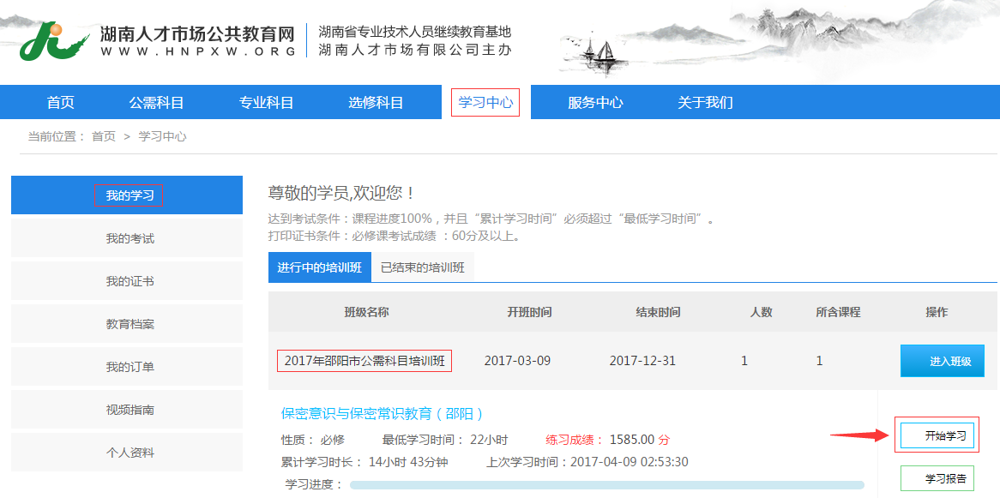 湖南人才市场公共教育网
WWW.HNPXW.ORG
湖南省专业技术人员继续教育基地
湖南人才市场有限公司主办
首页 公需科目 专业科目 选修科目 学习中心 服务中心 关于我们
当前位置： 首页 > 学习中心
我的学习
我的考试
我的证书
教育档案
我的订单
视频指南
个人资料
尊敬的学员,欢迎您！
达到考试条件：课程进度100%，并且“累计学习时间”必须超过“最低学习时间”。
打印证书条件：必修课考试成绩 ：60分及以上。
进行中的培训班 已结束的培训班
班级名称 开班时间 结束时间 人数 所含课程 操作
2017年邵阳市公需科目培训班 2017-03-09 2017-12-31 1 1 进入班级
保密意识与保密常识教育（邵阳）
性质： 必修 最低学习时间： 22小时 练习成绩： 1585.00 分
开始学习
累计学习时长： 14小时 43分钟 上次学习时间：2017-04-09 02:53:30
学习进度：
学习报告